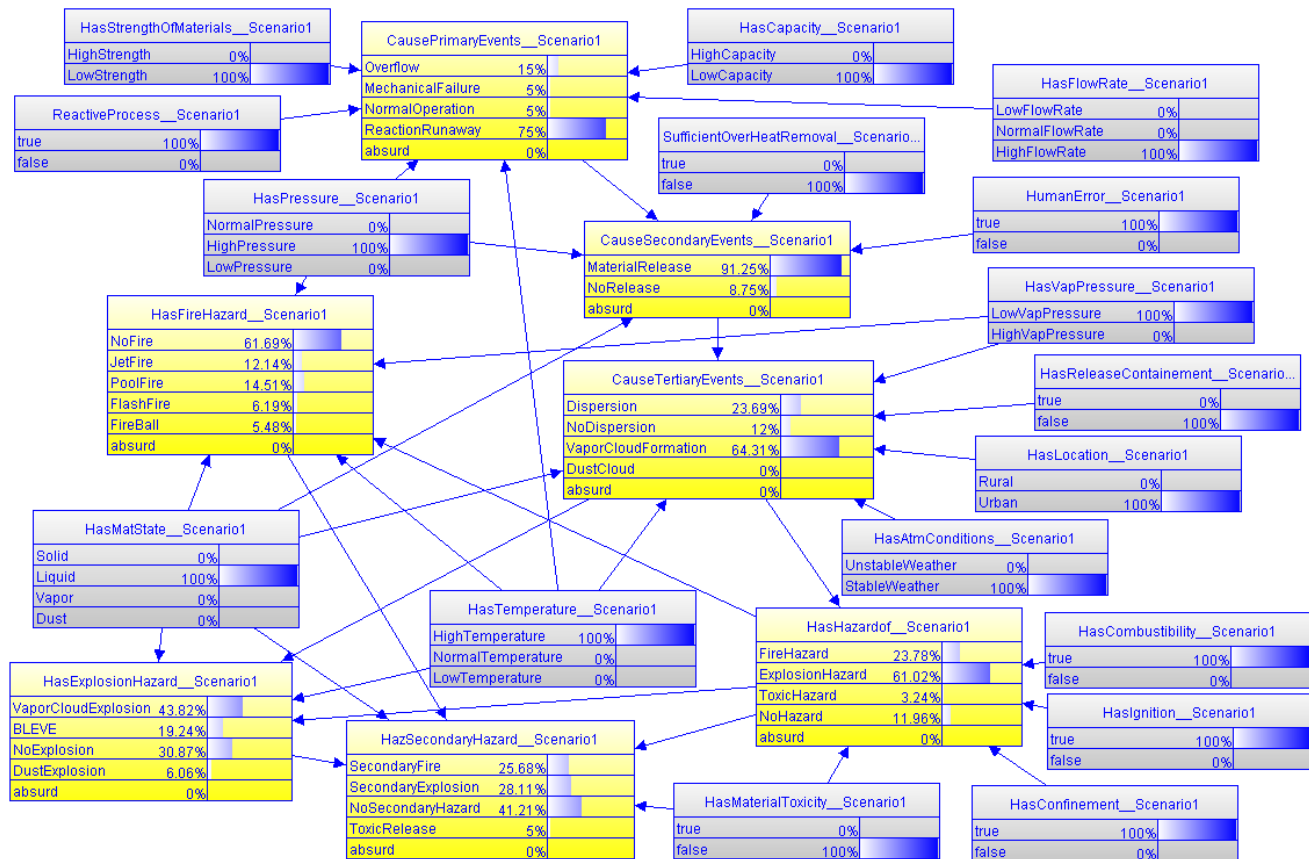 HasStrengthOfMaterials__Scenario1
HighStrength 0%
LowStrength 100%
CausePrimaryEvents__Scenario1
Overflow 15%
MechanicalFailure 5%
NormalOperation 5%
ReactionRunaway 75%
absurd 0%
HasCapacity__Scenario1
HighCapacity 0%
LowCapacity 100%
HasFlowRate__Scenario1
LowFlowRate 0%
NormalFlowRate 0%
HighFlowRate 100%
ReactiveProcess__Scenario1
true 100%
false 0%
SufficientOverHeatRemoval__Scenario...
true 0%
false 100%
HasPressure__Scenario1
NormalPressure 0%
HighPressure 100%
LowPressure 0%
HumanError__Scenario1
true 100%
false 0%
CauseSecondaryEvents__Scenario1
MaterialRelease 91.25%
NoRelease 8.75%
absurd 0%
HasVapPressure__Scenario1
LowVapPressure 100%
HighVapPressure 0%
HasFireHazard__Scenario1
NoFire 61.69%
JetFire 12.14%
PoolFire 14.51%
FlashFire 6.19%
FireBall 5.48%
absurd 0%
CauseTertiaryEvents__Scenario1
Dispersion 23.69%
NoDispersion 12%
VaporCloudFormation 64.31%
DustCloud 0%
absurd 0%
HasReleaseContainement__Scenario...
true 0%
false 100%
HasLocation__Scenario1
Rural 0%
Urban 100%
HasMatState__Scenario1
Solid 0%
Liquid 100%
Vapor 0%
Dust 0%
HasAtmConditions__Scenario1
UnstableWeather 0%
StableWeather 100%
HasTemperature__Scenario1
HighTemperature 100%
NormalTemperature 0%
LowTemperature 0%
HasHazardof__Scenario1
FireHazard 23.78%
ExplosionHazard 61.02%
ToxicHazard 3.24%
NoHazard 11.96%
absurd 0%
HasCombustibility__Scenario1
true 100%
false 0%
HasExplosionHazard__Scenario1
VaporCloudExplosion 43.82%
BLEVE 19.24%
NoExplosion 30.87%
DustExplosion 6.06%
absurd 0%
HasIgnition__Scenario1
true 100%
false 0%
HazSecondaryHazard__Scenario1
SecondaryFire 25.68%
SecondaryExplosion 28.11%
NoSecondaryHazard 41.21%
ToxicRelease 5%
absurd 0%
HasMaterialToxicity__Scenario1
true 0%
false 100%
HasConfinement__Scenario1
true 100%
false 0%